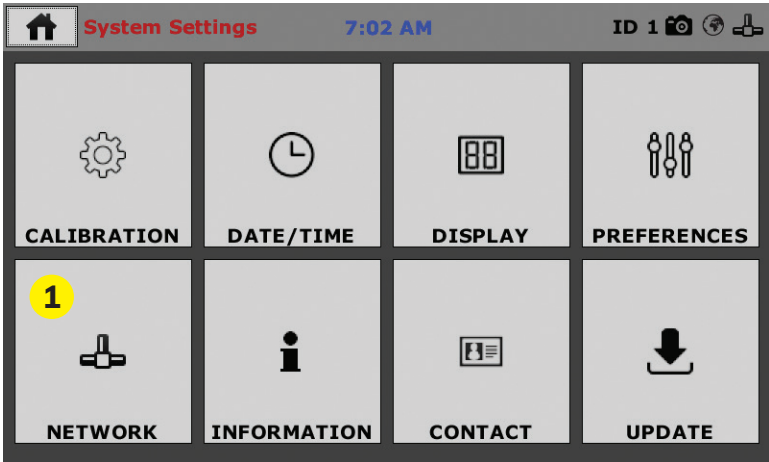 System Settings 7:02 AM ID 1
CALIBRATION DATE/TIME DISPLAY PREFERENCES
1
NETWORK INFORMATION CONTACT UPDATE